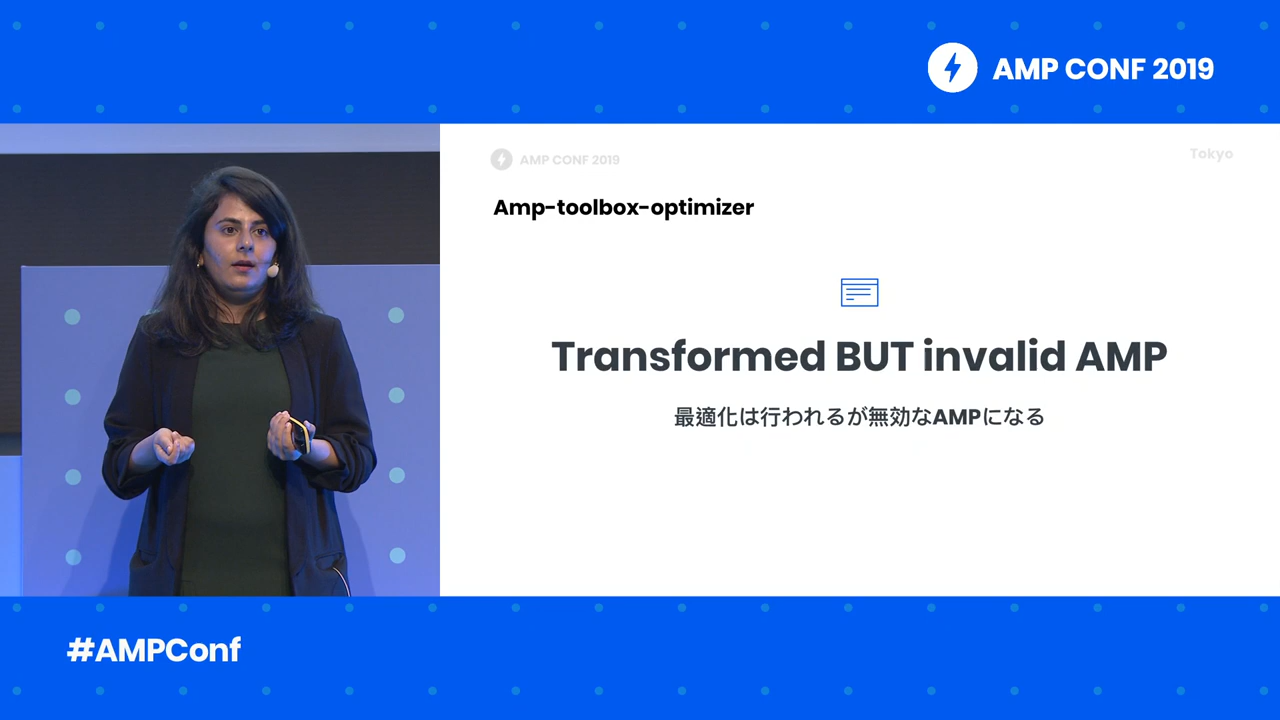 AMP CONF 2019
AMP CONF 2019
Tokyo
Amp-toolbox-optimizer
Transformed BUT invalid AMP
最適化は行われるが無効なAMPになる
#AMPConf